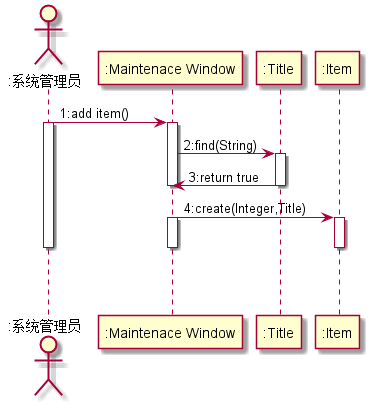 :系统管理员
:Maintenace Window
:Title
:Item
1:add item()
2:find(String)
3:return true
4:create(Integer,Title)
:系统管理员
:Maintenace Window
:Title
:Item